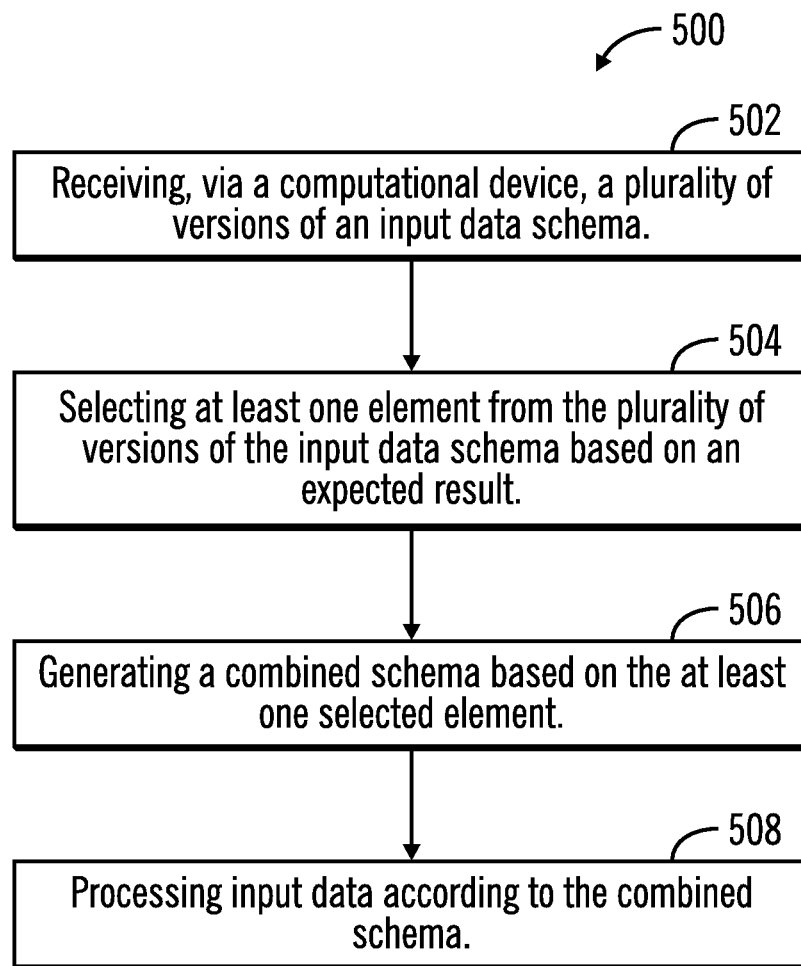 500
502
Receiving, via a computational device, a plurality of
versions of an input data schema.
504
Selecting at least one element from the plurality of
versions of the input data schema based on an
expected result.
506
Generating a combined schema based on the at least
one selected element.
508
Processing input data according to the combined
schema.